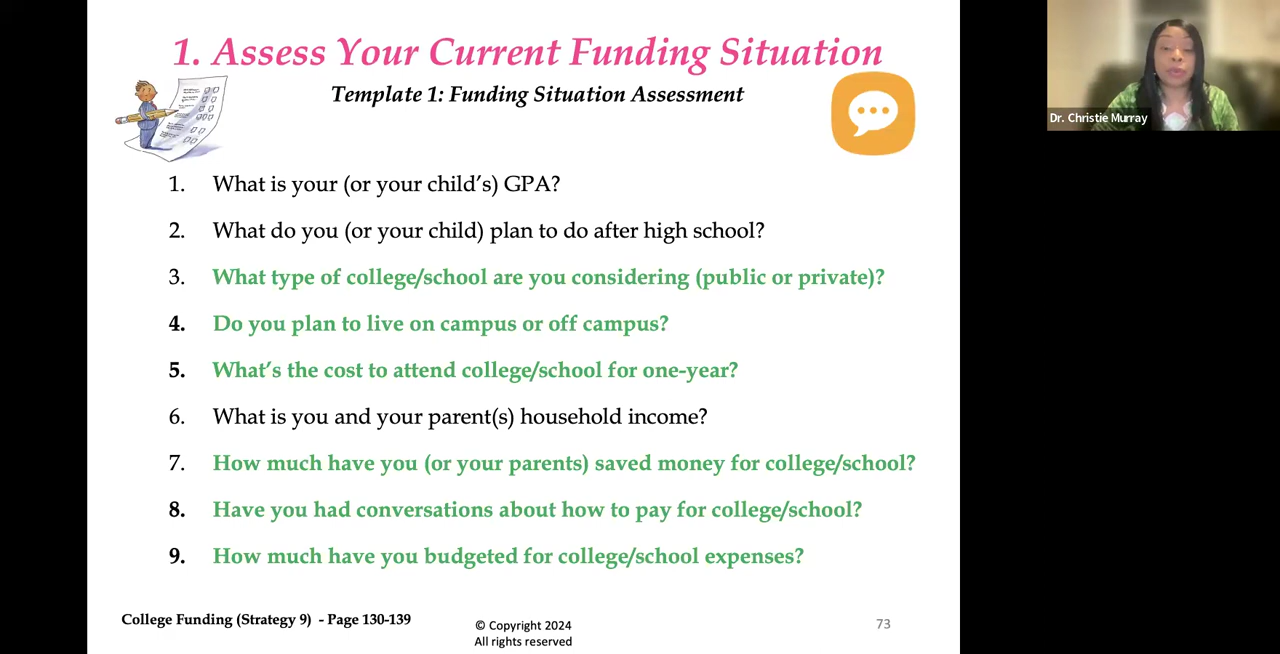 1. Assess Your Current Funding Situation
Template 1: Funding Situation Assessment
Dr. Christie Murray
1. What is your (or your child's) GPA?
2. What do you (or your child) plan to do after high school?
3. What type of college/school are you considering (public or private)?
4. Do you plan to live on campus or off campus?
5. What's the cost to attend college/school for one-year?
6. What is you and your parent(s) household income?
7. How much have you (or your parents) saved money for college/school?
8. Have you had conversations about how to pay for college/school?
9. How much have you budgeted for college/school expenses?
College Funding (Strategy 9) - Page 130-139
© Copyright 2024
All rights reserved
73